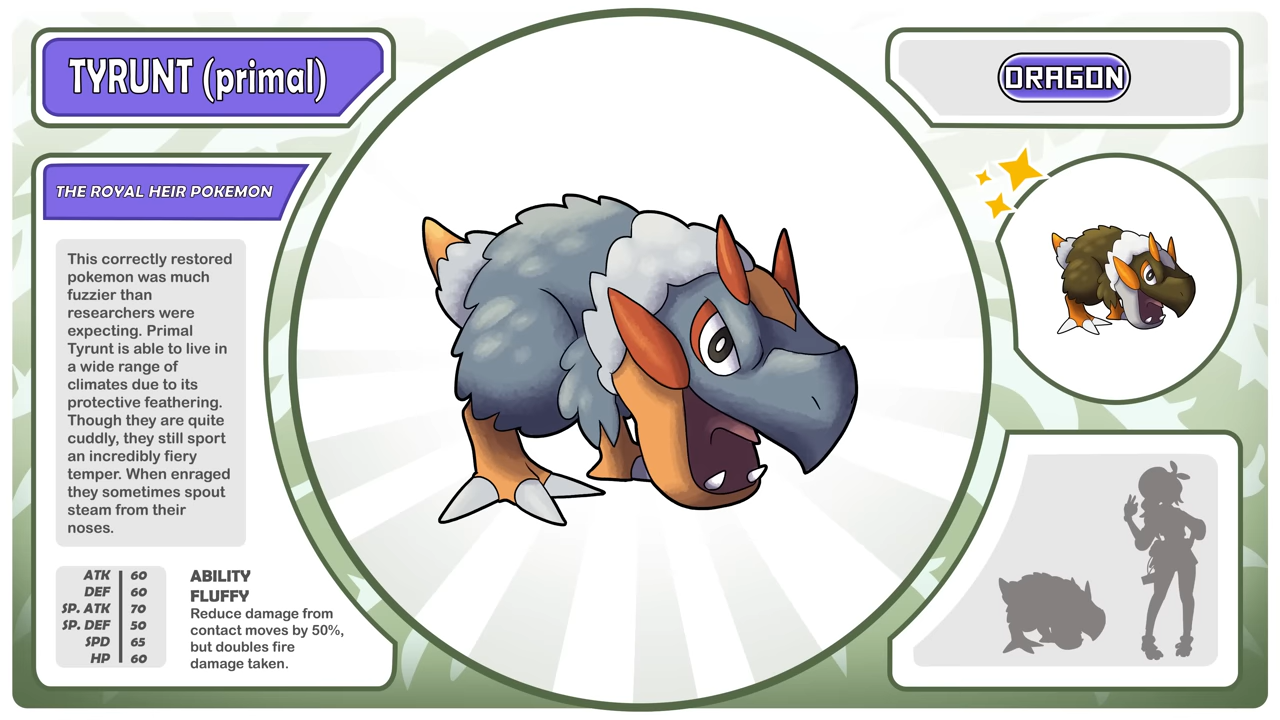 TYRUNT (primal)
DRAGON
THE ROYAL HEIR POKEMON
This correctly restored
pokemon was much
fuzzier than
researchers were
expecting. Primal
Tyrunt is able to live in
a wide range of
climates due to its
protective feathering.
Though they are quite
cuddly, they still sport
an incredibly fiery
temper. When enraged
they sometimes spout
steam from their
noses.
ATK 60
DEF 60
SP. ATK 70
SP. DEF 50
SPD 65
HP 60
ABILITY
FLUFFY
Reduce damage from
contact moves by 50%,
but doubles fire
damage taken.